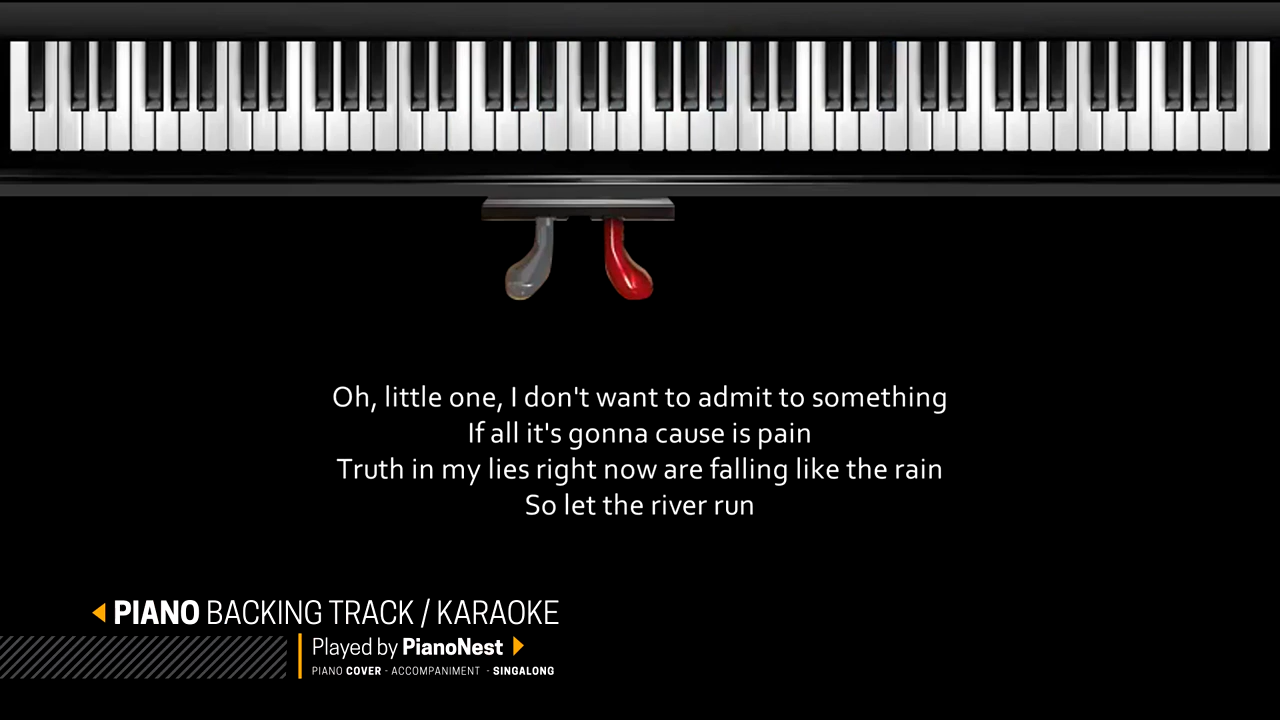 Oh, little one, I don't want to admit to something
If all it's gonna cause is pain
Truth in my lies right now are falling like the rain
So let the river run
PIANO BACKING TRACK / KARAOKE
Played by PianoNest
PIANO COVER - ACCOMPANIMENT - SINGALONG